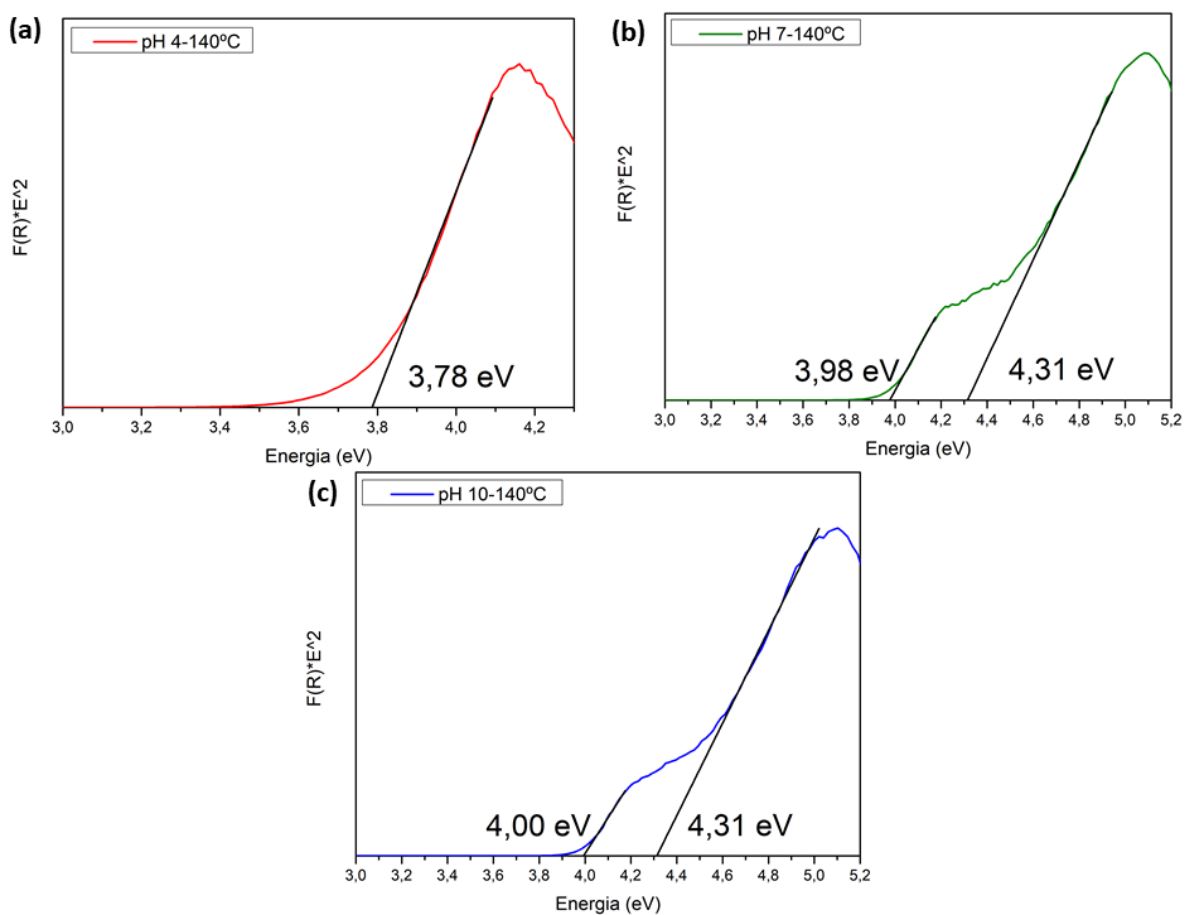 (a)
pH 4-140ºC
F(R)*E^2
3,78 eV
3,0 3,2 3,4 3,6 3,8 4,0 4,2
Energia (eV)
(b)
pH 7-140ºC
F(R)*E^2
3,98 eV
4,31 eV
3,0 3,2 3,4 3,6 3,8 4,0 4,2 4,4 4,6 4,8 5,0 5,2
Energia (eV)
(c)
pH 10-140ºC
F(R)*E^2
4,00 eV
4,31 eV
3,0 3,2 3,4 3,6 3,8 4,0 4,2 4,4 4,6 4,8 5,0 5,2
Energia (eV)